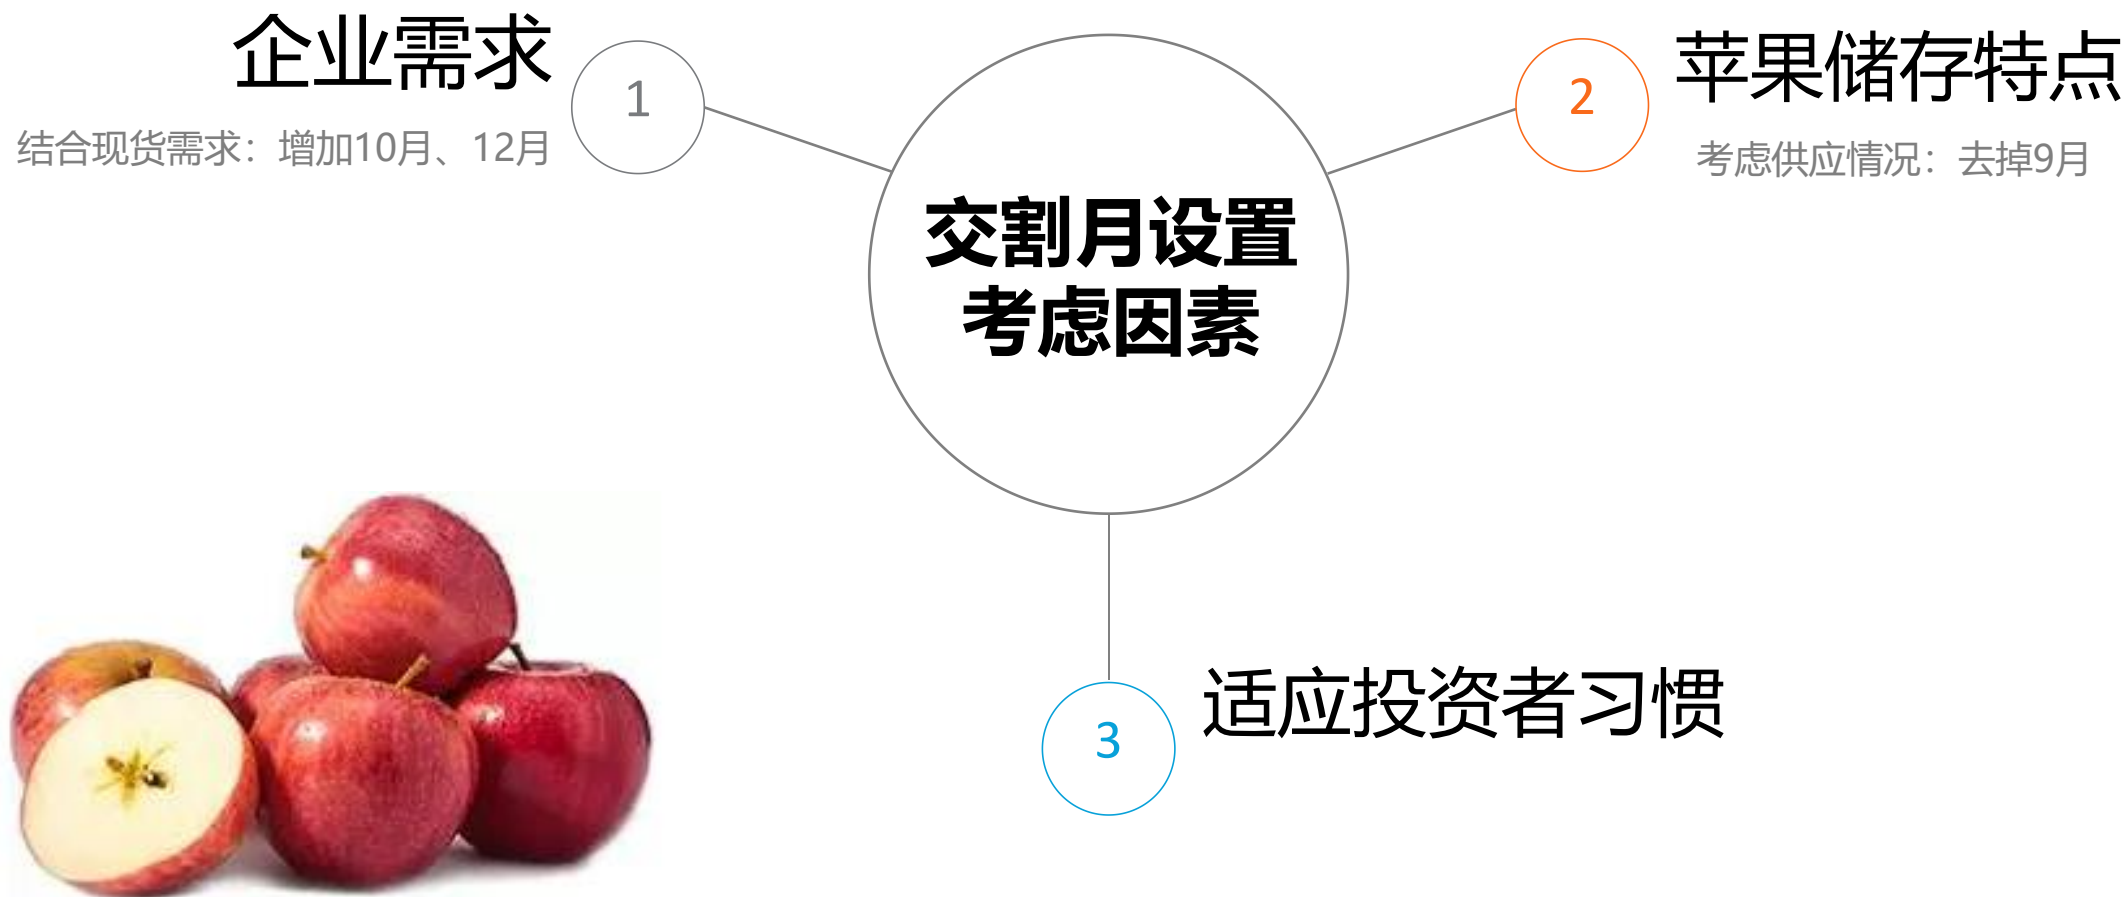 企业需求
1
结合现货需求：增加10月、12月
2
苹果储存特点
考虑供应情况：去掉9月
交割月设置
考虑因素
3
适应投资者习惯